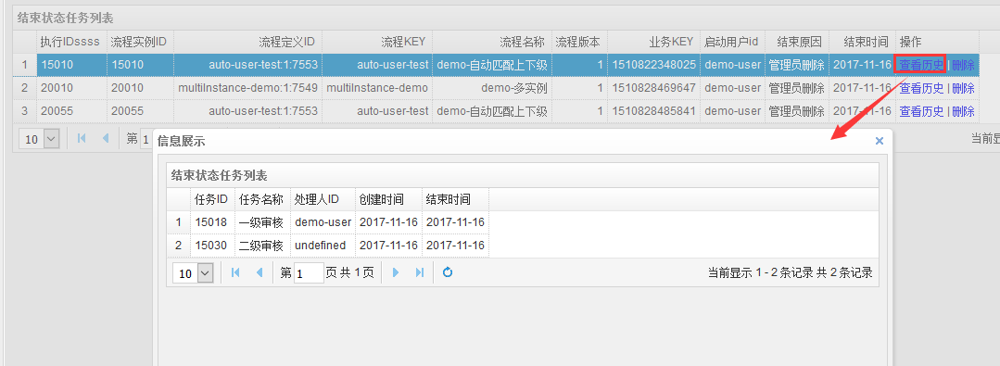 结束状态任务列表
执行IDssss 流程实例ID 流程定义ID 流程KEY 流程名称 流程版本 业务KEY 启动用户id 结束原因 结束时间 操作
1 15010 15010 auto-user-test:1:7553 auto-user-test demo-自动匹配上下级 1 1510822348025 demo-user 管理员删除 2017-11-16 查看历史 | 删除
2 20010 20010 multiInstance-demo:1:7549 multiInstance-demo demo-多实例 1 1510828469647 demo-user 管理员删除 2017-11-16 查看历史 | 删除
3 20055 20055 auto-user-test:1:7553 auto-user-test demo-自动匹配上下级 1 1510828485841 demo-user 管理员删除 2017-11-16 查看历史 | 删除
10 第 1 当前显
信息展示
结束状态任务列表
任务ID 任务名称 处理人ID 创建时间 结束时间
1 15018 一级审核 demo-user 2017-11-16 2017-11-16
2 15030 二级审核 undefined 2017-11-16 2017-11-16
10 第 1 页 共 1 页 当前显示 1 - 2 条记录 共 2 条记录